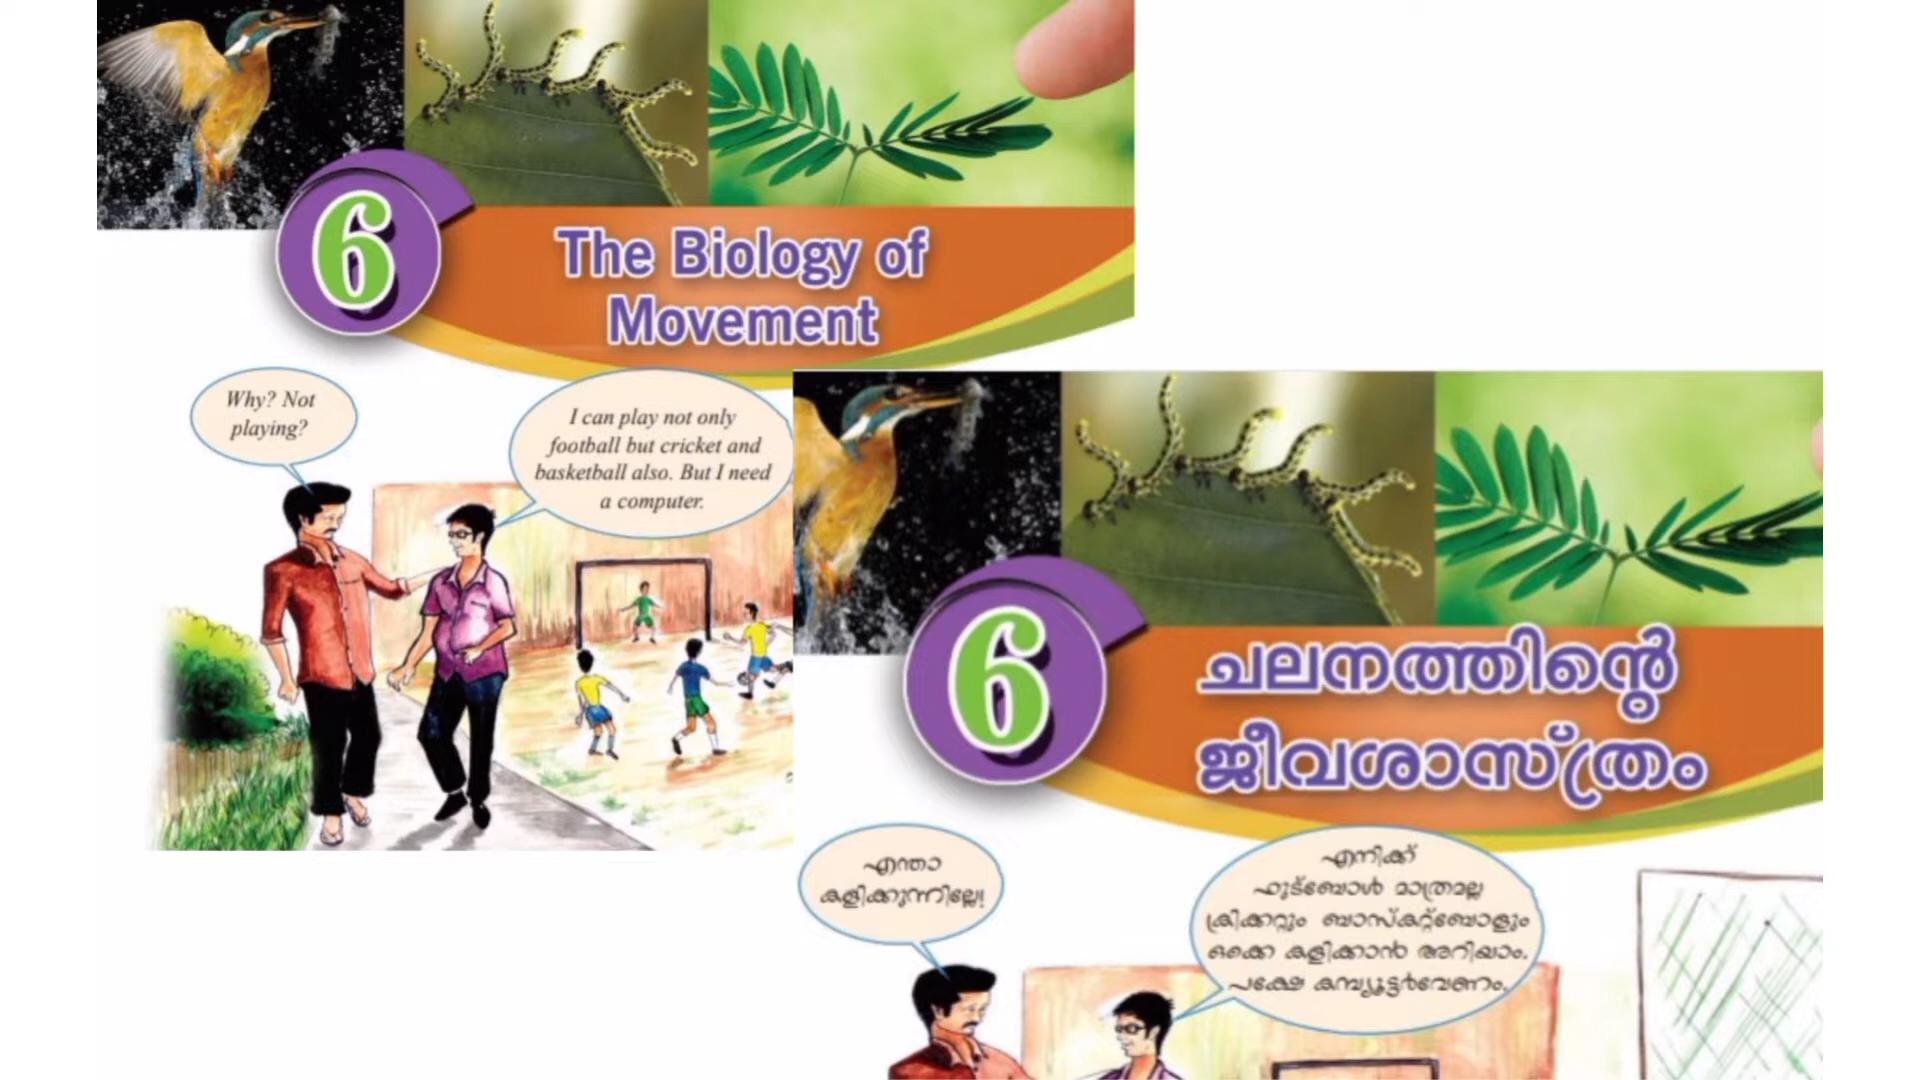 6
The Biology of
Movement
Why? Not
playing?
I can play not only
football but cricket and
basketball also. But I need
a computer.
6
ചലനത്തിന്റെ
ജീവശാസ്ത്രം
എന്താ
കളിക്കുന്നില്ലേ!
എനിക്ക്
ഫുട്ബോൾ മാത്രമല്ല
ക്രിക്കറ്റും ബാസ്കറ്റ്ബോളും
ഒക്കെ കളിക്കാൻ അറിയാം.
പക്ഷേ കമ്പ്യൂട്ടർവേണം.